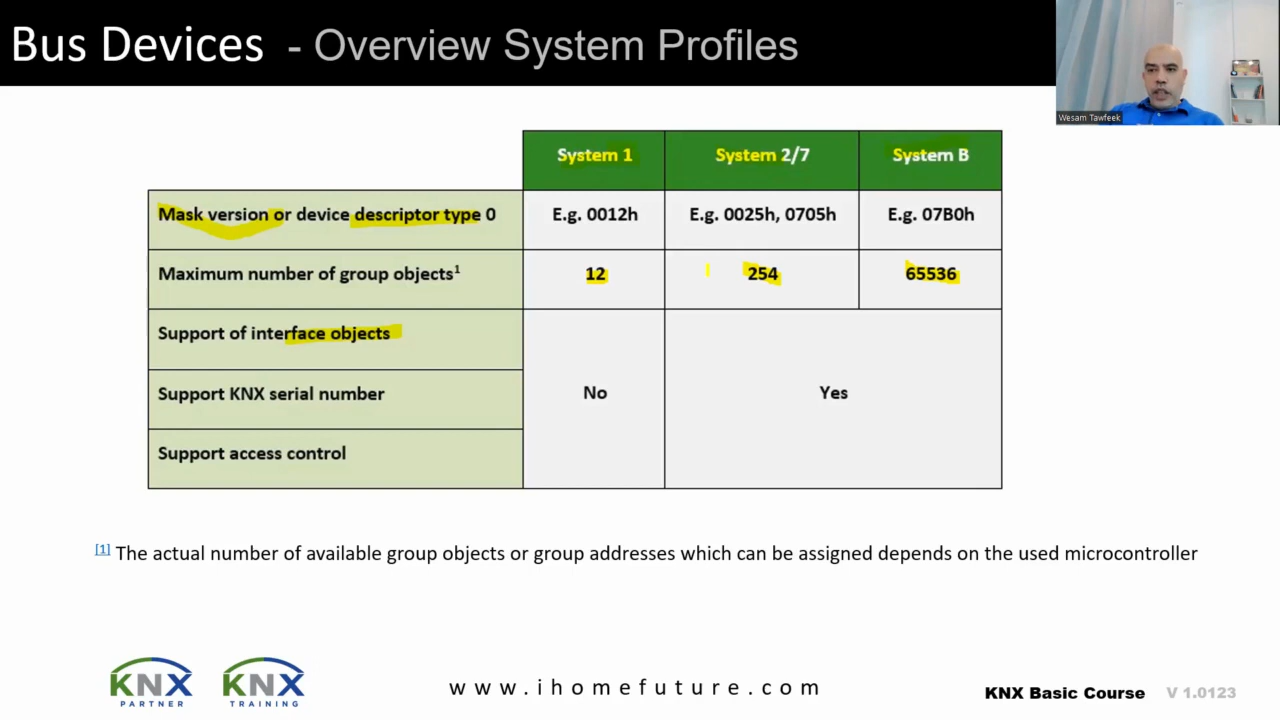 Bus Devices - Overview System Profiles
Wesam Tawfeek
System 1 System 2/7 System B
Mask version or device descriptor type 0 E.g. 0012h E.g. 0025h, 0705h E.g. 07B0h
Maximum number of group objects1 12 254 65536
Support of interface objects
Support KNX serial number No Yes
Support access control
[1] The actual number of available group objects or group addresses which can be assigned depends on the used microcontroller
KNX KNX
PARTNER TRAINING
www.ihomefuture.com
KNX Basic Course V 1.0123